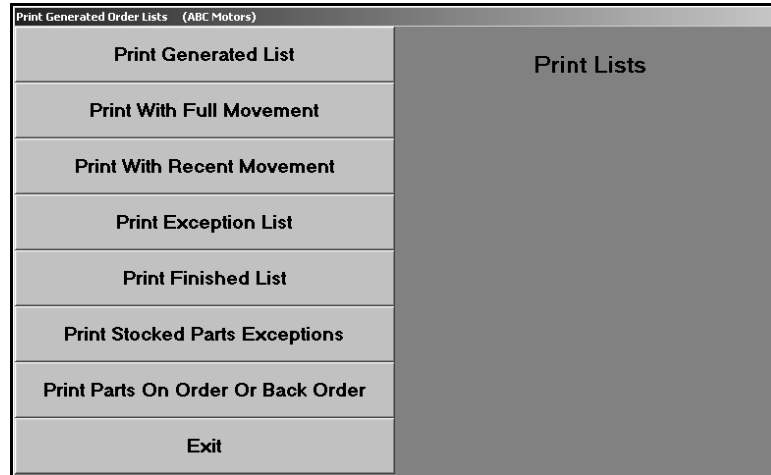 Print Generated Order Lists (ABC Motors)
Print Generated List
Print Lists
Print With Full Movement
Print With Recent Movement
Print Exception List
Print Finished List
Print Stocked Parts Exceptions
Print Parts On Order Or Back Order
Exit